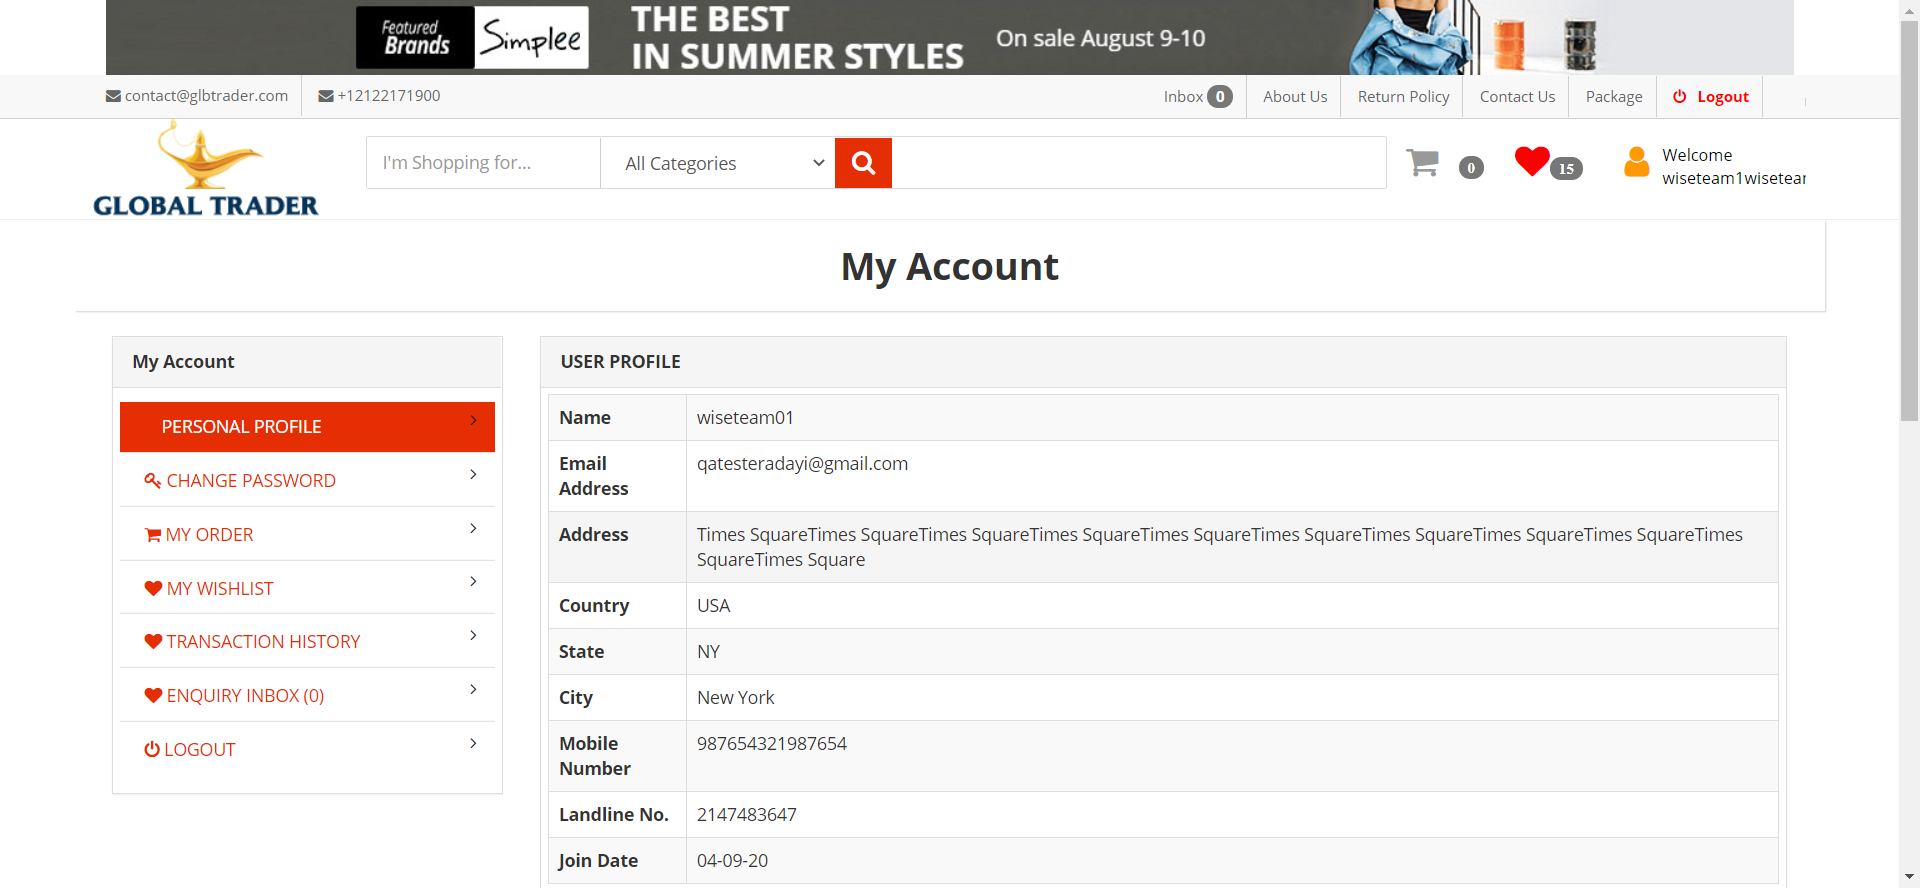 Featured Brands
Simplee
THE BEST
IN SUMMER STYLES
On sale August 9-10
contact@glbtrader.com
+12122171900
Inbox 0
About Us
Return Policy
Contact Us
Package
Logout
GLOBAL TRADER
I'm Shopping for...
All Categories
0
15
Welcome
wiseteam1wisetea
My Account
My Account
PERSONAL PROFILE
CHANGE PASSWORD
MY ORDER
MY WISHLIST
TRANSACTION HISTORY
ENQUIRY INBOX (0)
LOGOUT
USER PROFILE
Name wiseteam01
Email Address qatesteradayi@gmail.com
Address Times SquareTimes SquareTimes SquareTimes SquareTimes SquareTimes SquareTimes SquareTimes SquareTimes SquareTimes
SquareTimes Square
Country USA
State NY
City New York
Mobile Number 987654321987654
Landline No. 2147483647
Join Date 04-09-20